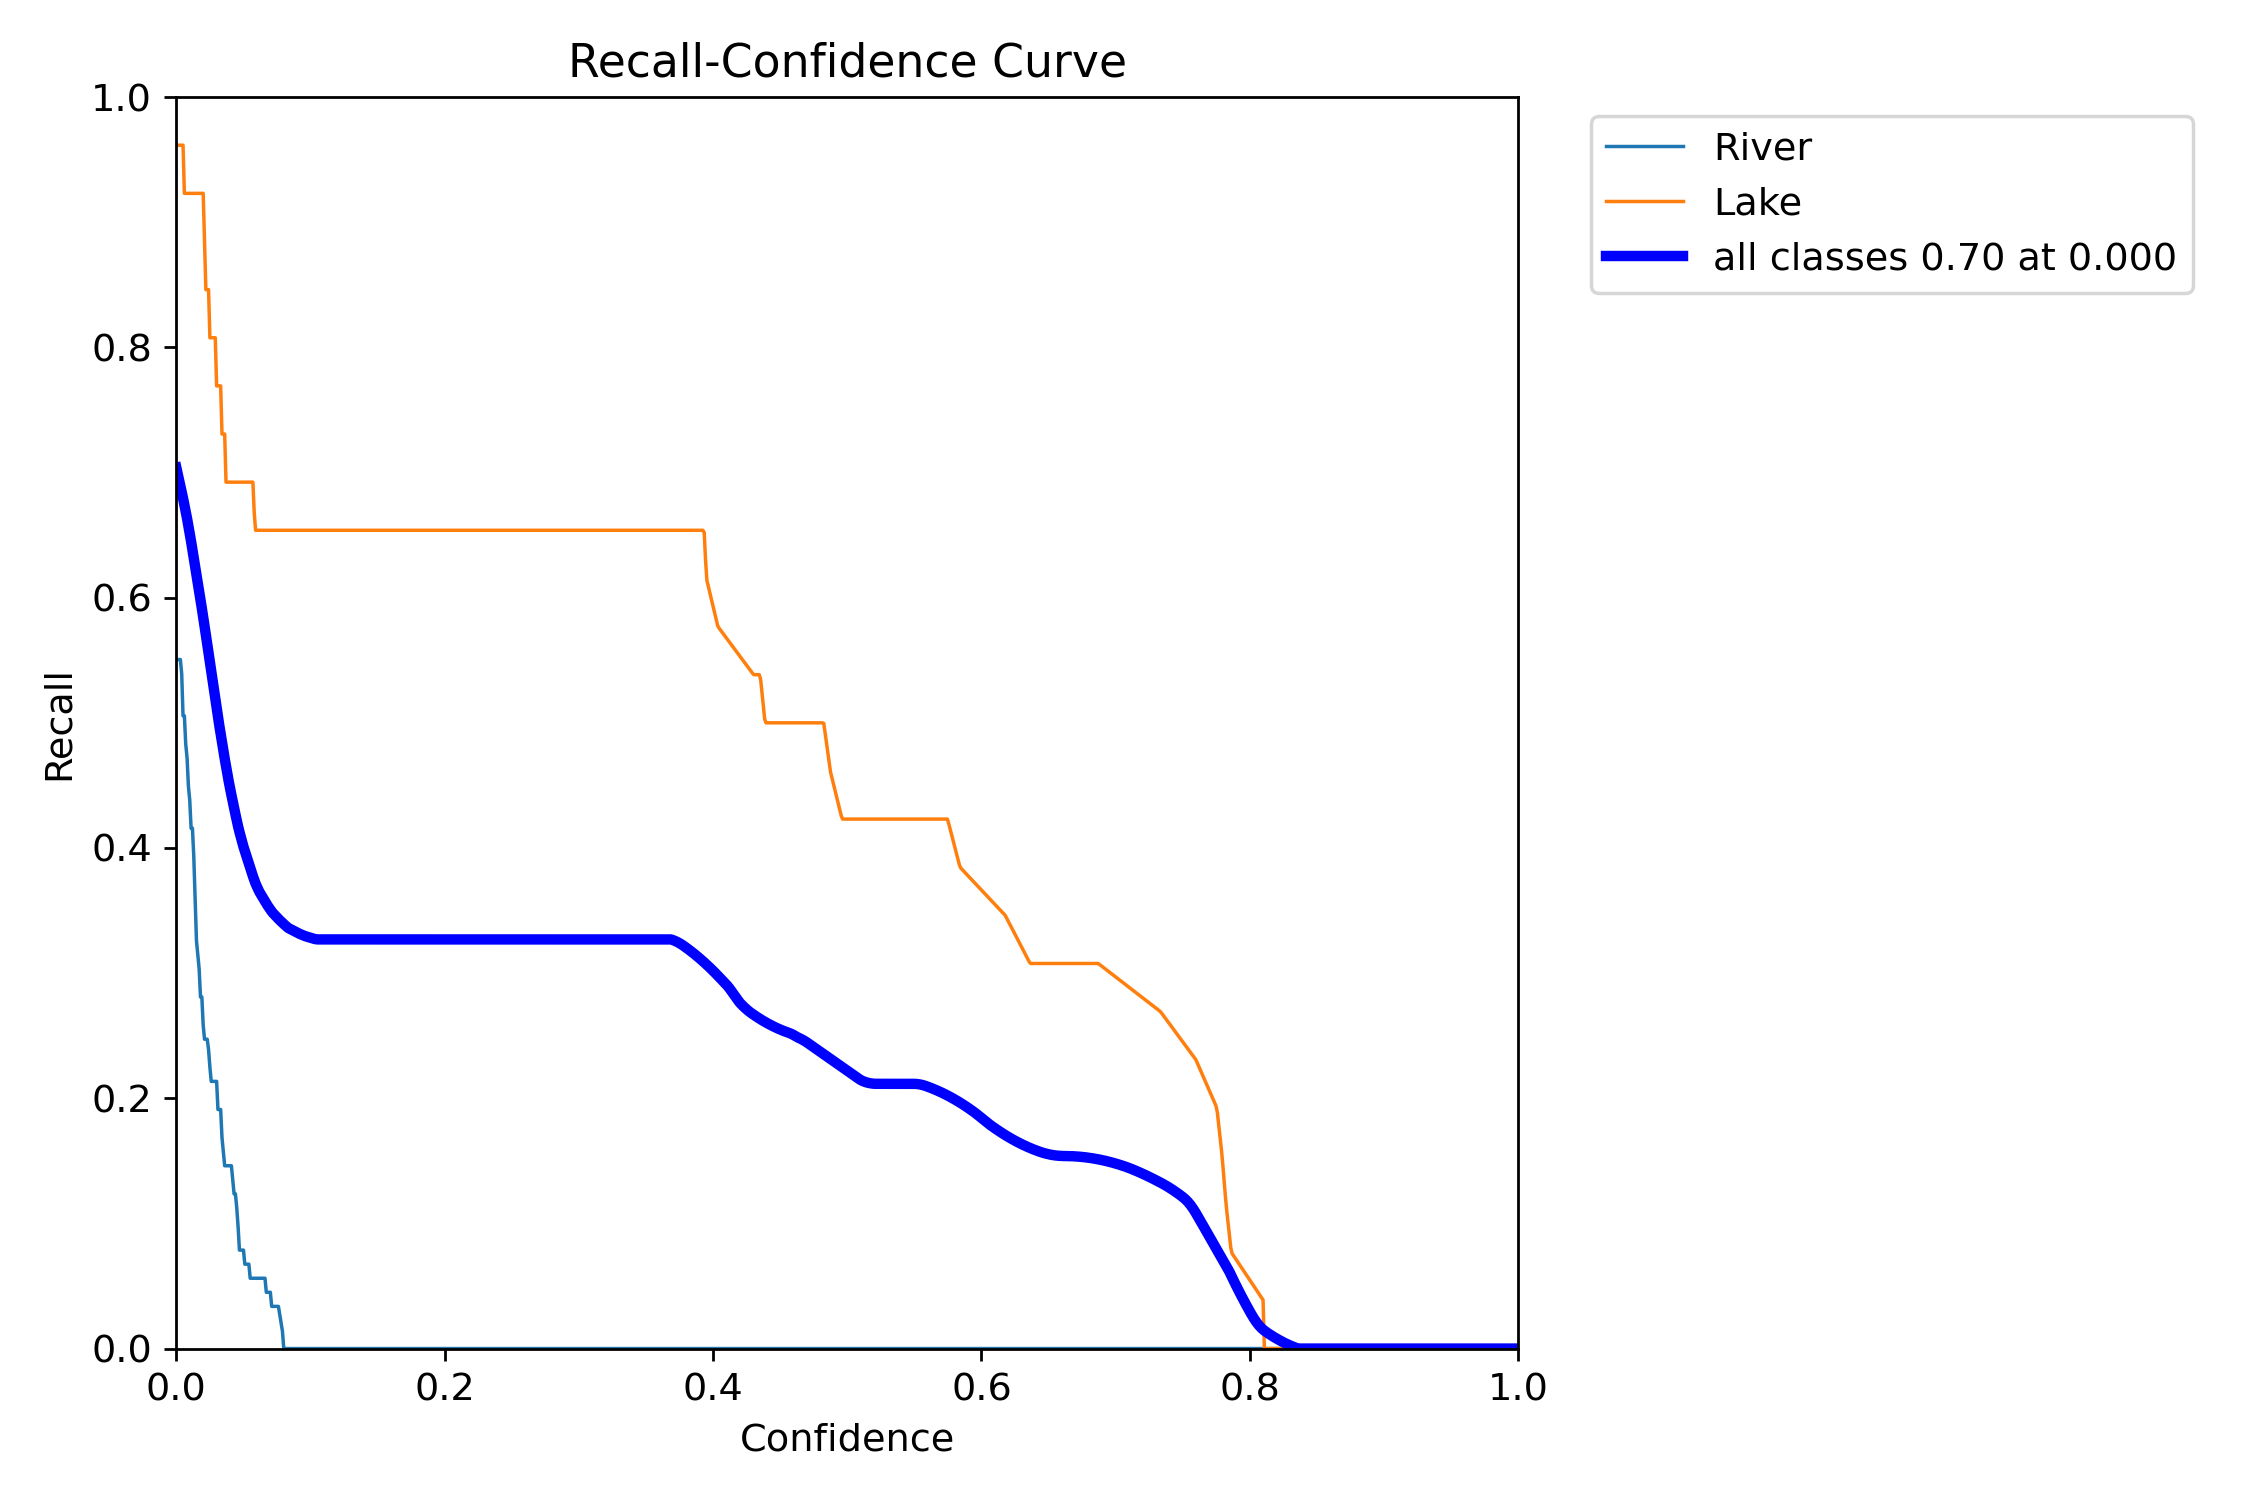 Recall-Confidence Curve
1.0
0.8
0.6
0.4
0.2
0.0
Recall
0.0 0.2 0.4 0.6 0.8 1.0
Confidence
River
Lake
all classes 0.70 at 0.000